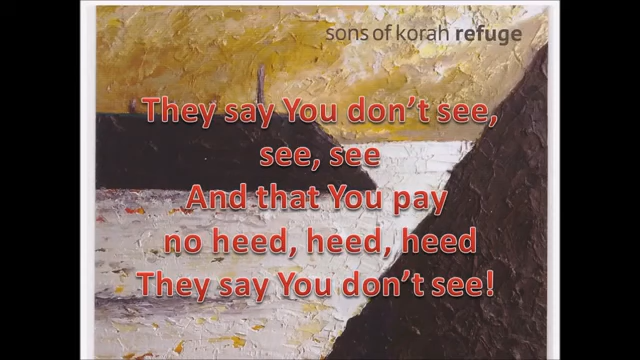 sons of korah refuge
They say You don't see,
see, see
And that You pay
no heed, heed, heed
They say You don't see!